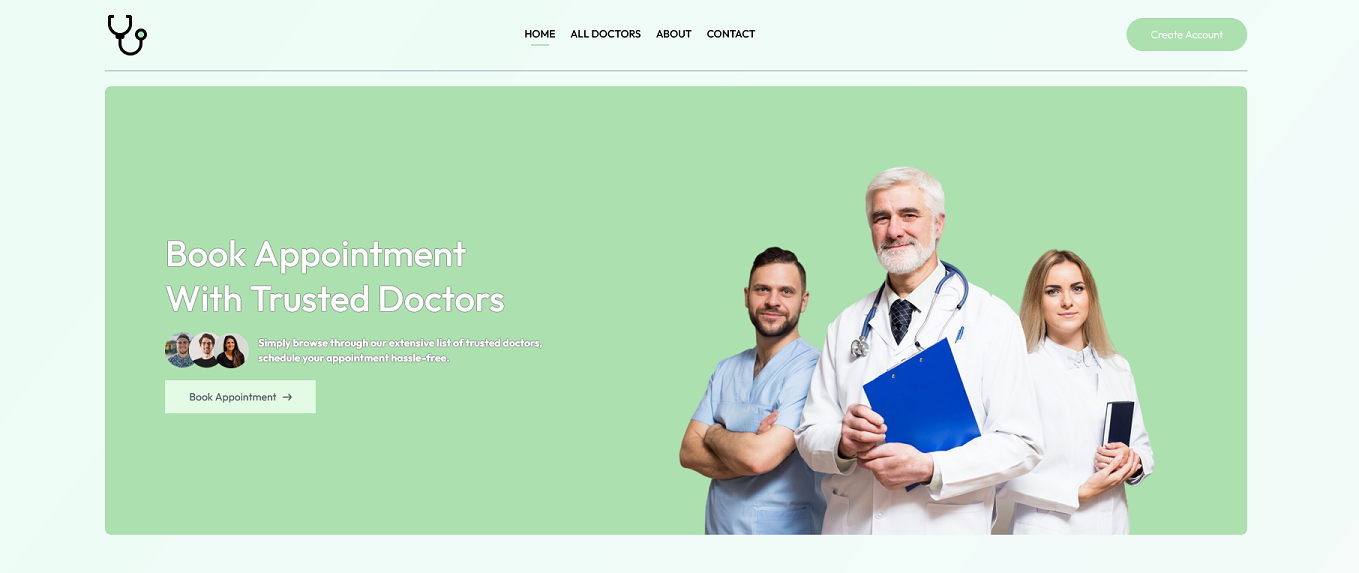 HOME
ALL DOCTORS
ABOUT
CONTACT
Create Account
Book Appointment
With Trusted Doctors
Simply browse through our extensive list of trusted doctors,
schedule your appointment hassle-free.
Book Appointment →